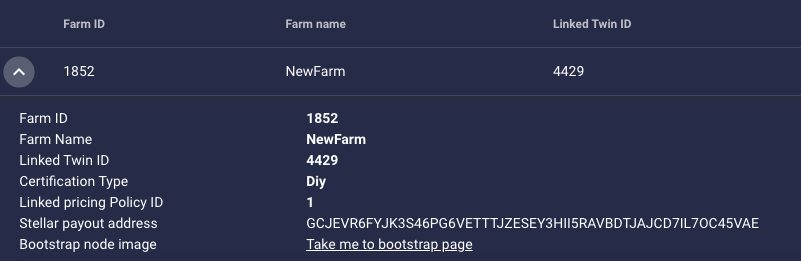 Farm ID Farm name Linked Twin ID
1852 NewFarm 4429
Farm ID 1852
Farm Name NewFarm
Linked Twin ID 4429
Certification Type Diy
Linked pricing Policy ID 1
Stellar payout address GCJEVR6FYJK3S46PG6VETTTJZESEY3HII5RAVBDTJAJCD7IL7OC45VAE
Bootstrap node image Take me to bootstrap page